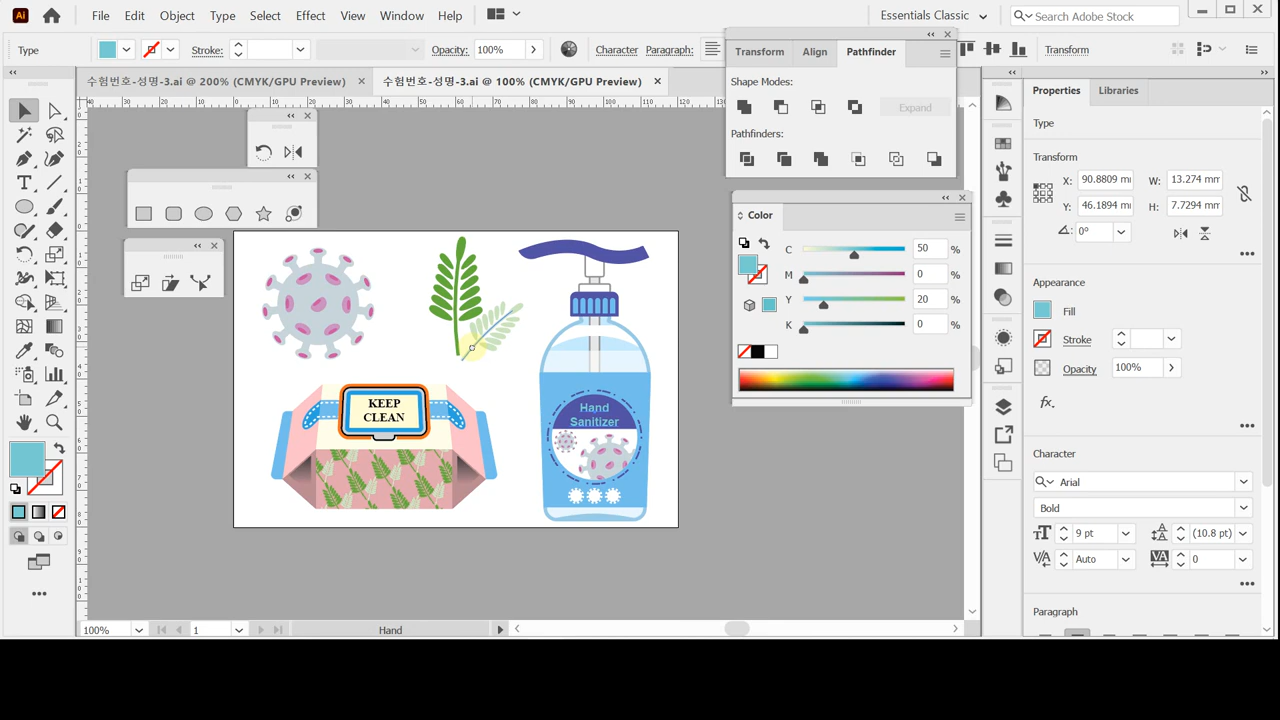 Ai File Edit Object Type Select Effect View Window Help Essentials Classic Search Adobe Stock
Type Stroke: Opacity: 100% Character Paragraph: Transform
수험번호-성명-3.ai @ 200% (CMYK/GPU Preview) 수험번호-성명-3.ai @ 100% (CMYK/GPU Preview)
Transform Align Pathfinder
Shape Modes:
Expand
Pathfinders:
Color
C 50 %
M 0 %
Y 20 %
K 0 %
Properties Libraries
Type
Transform
X: 90.8809 mm W: 13.274 mm
Y: 46.1894 mm H: 7.7294 mm
0°
Appearance
Fill
Stroke
Opacity 100%
fx.
Character
Arial
Bold
9 pt (10.8 pt)
Auto 0
Paragraph
KEEP
CLEAN
Hand
Sanitizer
100% 1 Hand